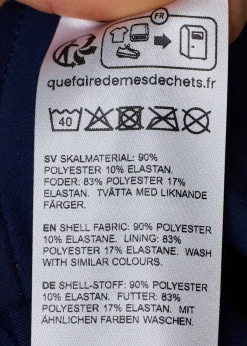 FR
quefairedemesdechets.fr
40
SV SKALMATERIAL: 90%
POLYESTER 10% ELASTAN.
FODER: 83% POLYESTER 17%
ELASTAN. TVÄTTA MED LIKNANDE
FÄRGER.
EN SHELL FABRIC: 90% POLYESTER
10% ELASTANE. LINING: 83%
POLYESTER 17% ELASTANE. WASH
WITH SIMILAR COLOURS.
DE SHELL-STOFF: 90% POLYESTER
10% ELASTAN. FUTTER: 83%
POLYESTER 17% ELASTAN. MIT
ÄHNLICHEN FARBEN WASCHEN.